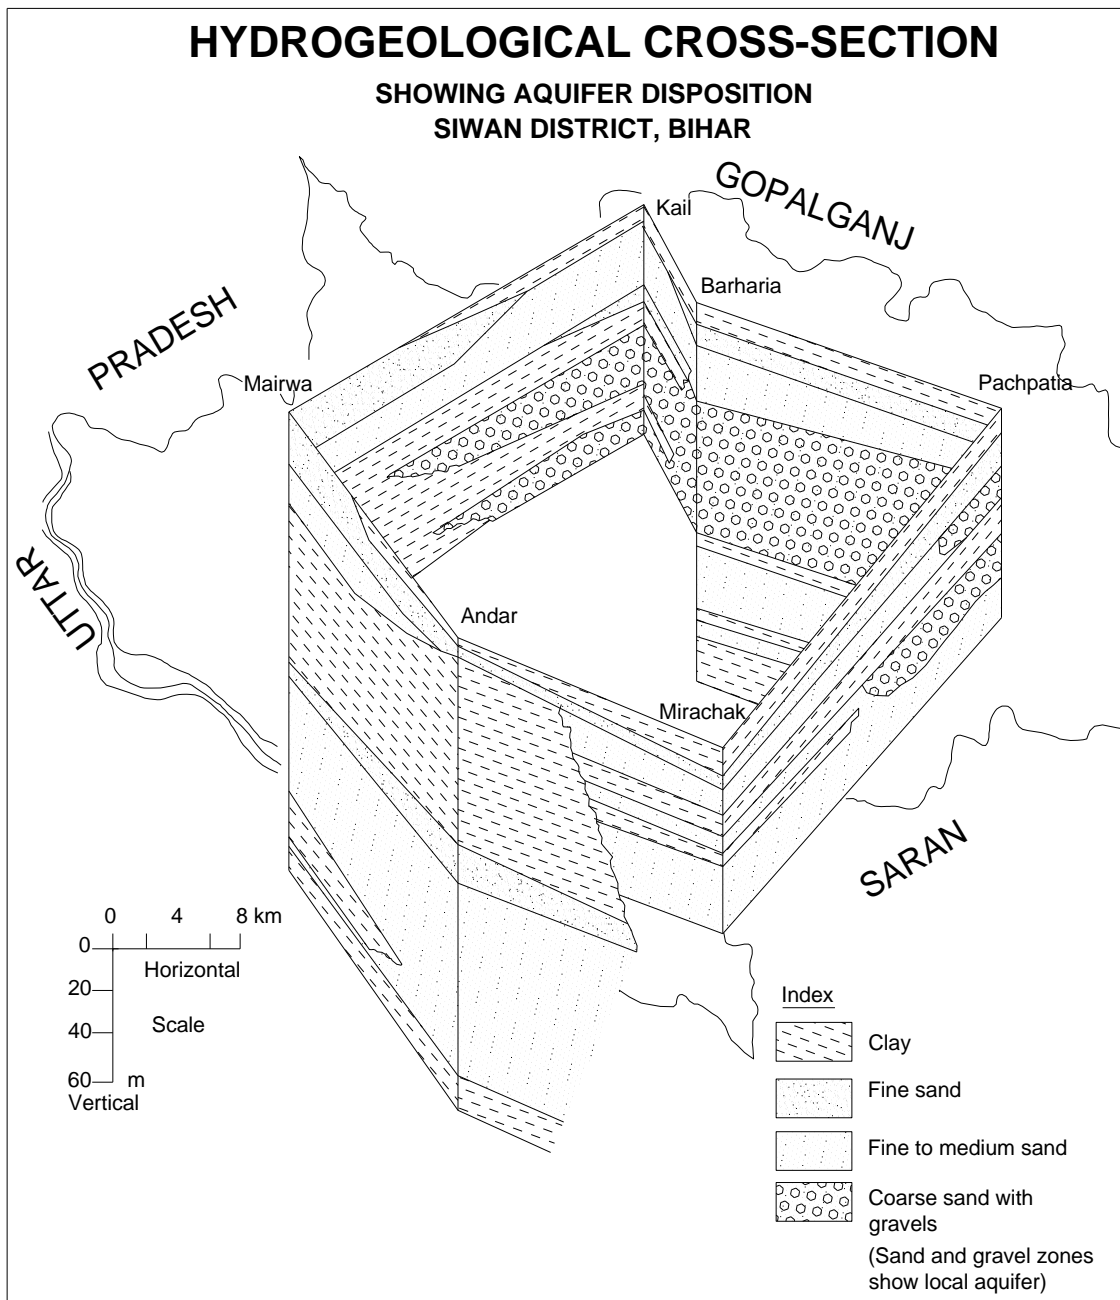 HYDROGEOLOGICAL CROSS-SECTION
SHOWING AQUIFER DISPOSITION
SIWAN DISTRICT, BIHAR
GOPALGANJ
Kail
Barharia
PRADESH
Mairwa
Pachpatia
UTTAR
Andar
Mirachak
SARAN
0 4 8 km
0
Horizontal
20
Scale
40
60 m
Vertical
Index
Clay
Fine sand
Fine to medium sand
Coarse sand with
gravels
(Sand and gravel zones
show local aquifer)